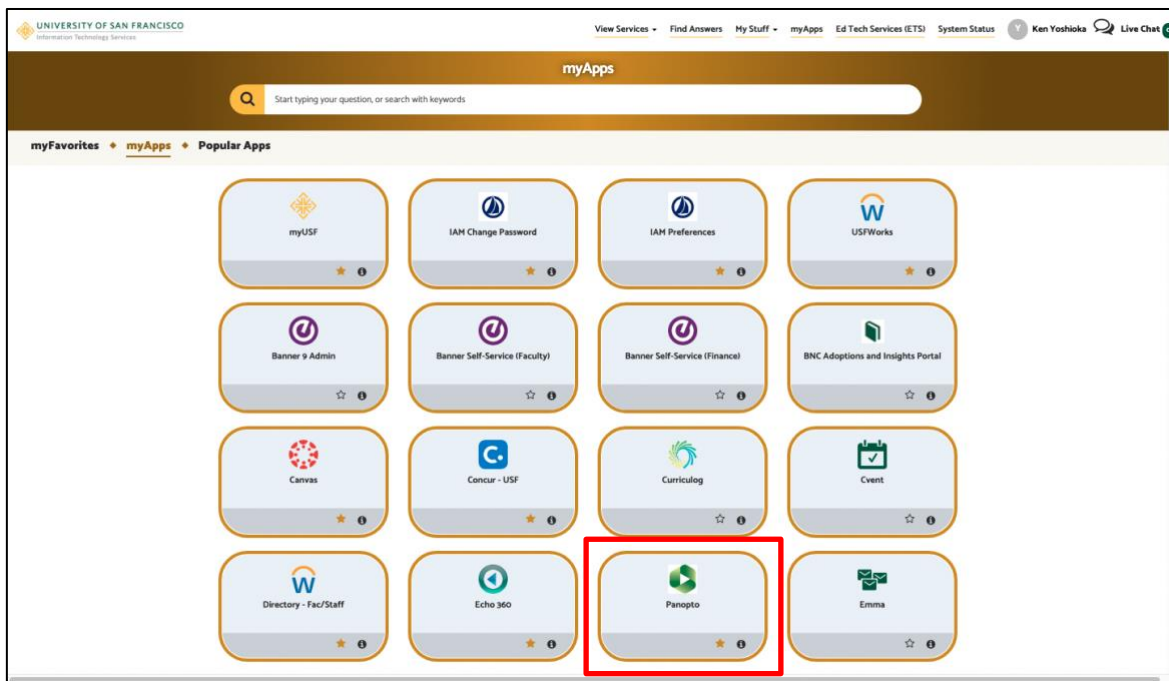 UNIVERSITY OF SAN FRANCISCO
Information Technology Services
View Services Find Answers My Stuff myApps Ed Tech Services (ETS) System Status Y Ken Yoshioka Live Chat
myApps
Start typing your question, or search with keywords
myFavorites myApps Popular Apps
myUSF IAM Change Password IAM Preferences USFWorks
Banner 9 Admin Banner Self-Service (Faculty) Banner Self-Service (Finance) BNC Adoptions and Insights Portal
Canvas Concur - USF Curriculog Cvent
Directory - Fac/Staff Echo 360 Panopto Emma